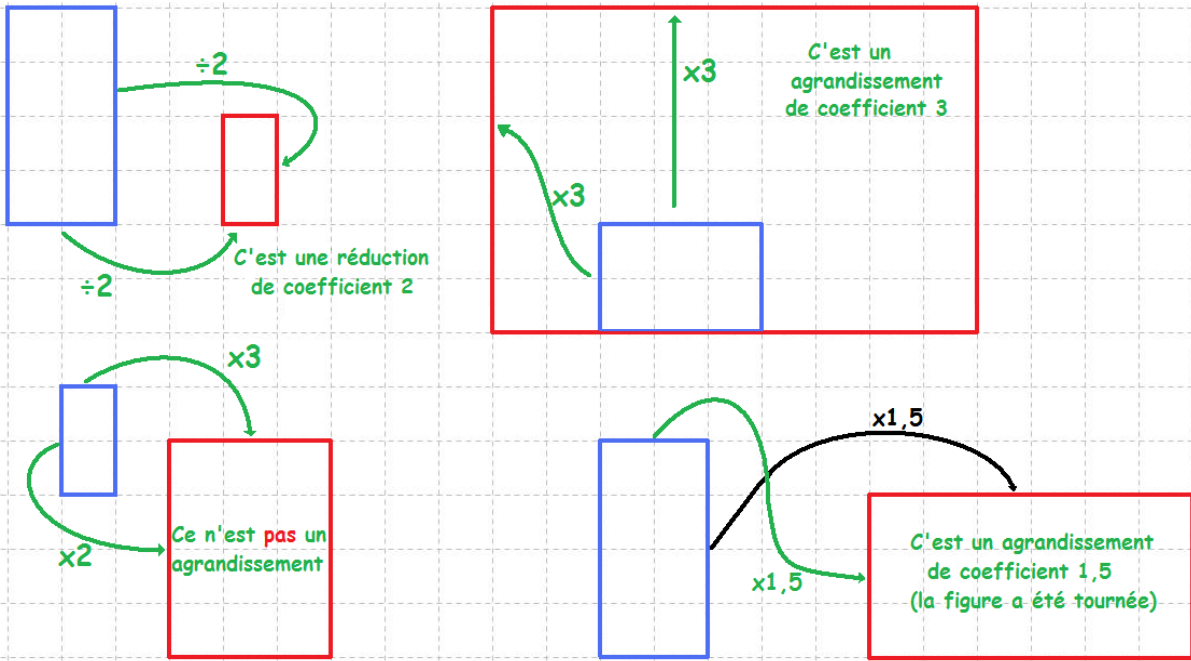 ÷2
÷2
C'est une réduction
de coefficient 2
x3
x3
C'est un
agrandissement
de coefficient 3
x3
x2
Ce n'est pas un
agrandissement
x1,5
x1,5
C'est un agrandissement
de coefficient 1,5
(la figure a été tournée)